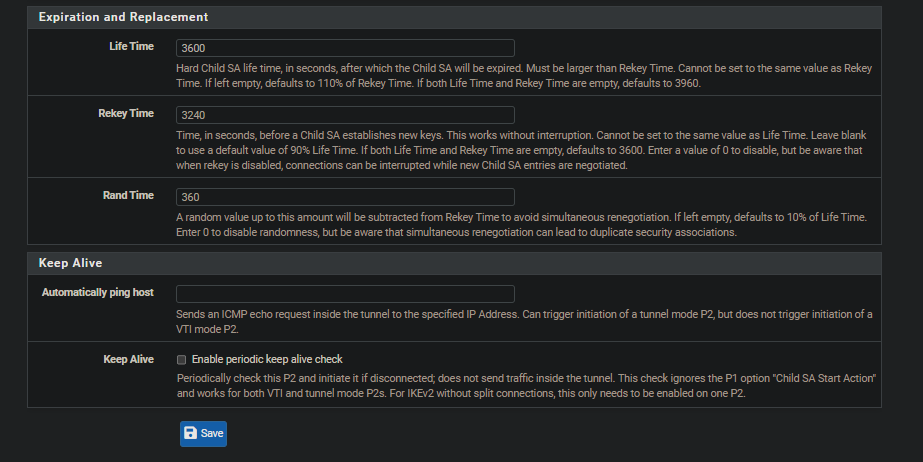 Expiration and Replacement
Life Time
3600
Hard Child SA life time, in seconds, after which the Child SA will be expired. Must be larger than Rekey Time. Cannot be set to the same value as Rekey
Time. If left empty, defaults to 110% of Rekey Time. If both Life Time and Rekey Time are empty, defaults to 3960.
Rekey Time
3240
Time, in seconds, before a Child SA establishes new keys. This works without interruption. Cannot be set to the same value as Life Time. Leave blank
to use a default value of 90% Life Time. If both Life Time and Rekey Time are empty, defaults to 3600. Enter a value of 0 to disable, but be aware that
when rekey is disabled, connections can be interrupted while new Child SA entries are negotiated.
Rand Time
360
A random value up to this amount will be subtracted from Rekey Time to avoid simultaneous renegotiation. If left empty, defaults to 10% of Life Time.
Enter 0 to disable randomness, but be aware that simultaneous renegotiation can lead to duplicate security associations.
Keep Alive
Automatically ping host
Sends an ICMP echo request inside the tunnel to the specified IP Address. Can trigger initiation of a tunnel mode P2, but does not trigger initiation of a
VTI mode P2.
Keep Alive
Enable periodic keep alive check
Periodically check this P2 and initiate it if disconnected; does not send traffic inside the tunnel. This check ignores the P1 option "Child SA Start Action"
and works for both VTI and tunnel mode P2s. For IKEv2 without split connections, this only needs to be enabled on one P2.
Save